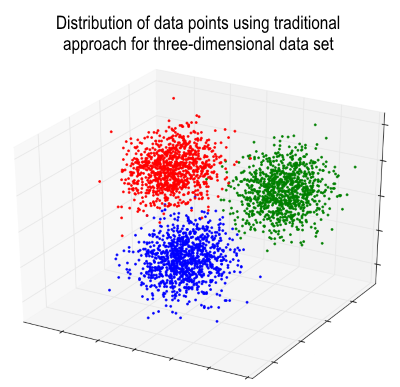 Distribution of data points using traditional
approach for three-dimensional data set